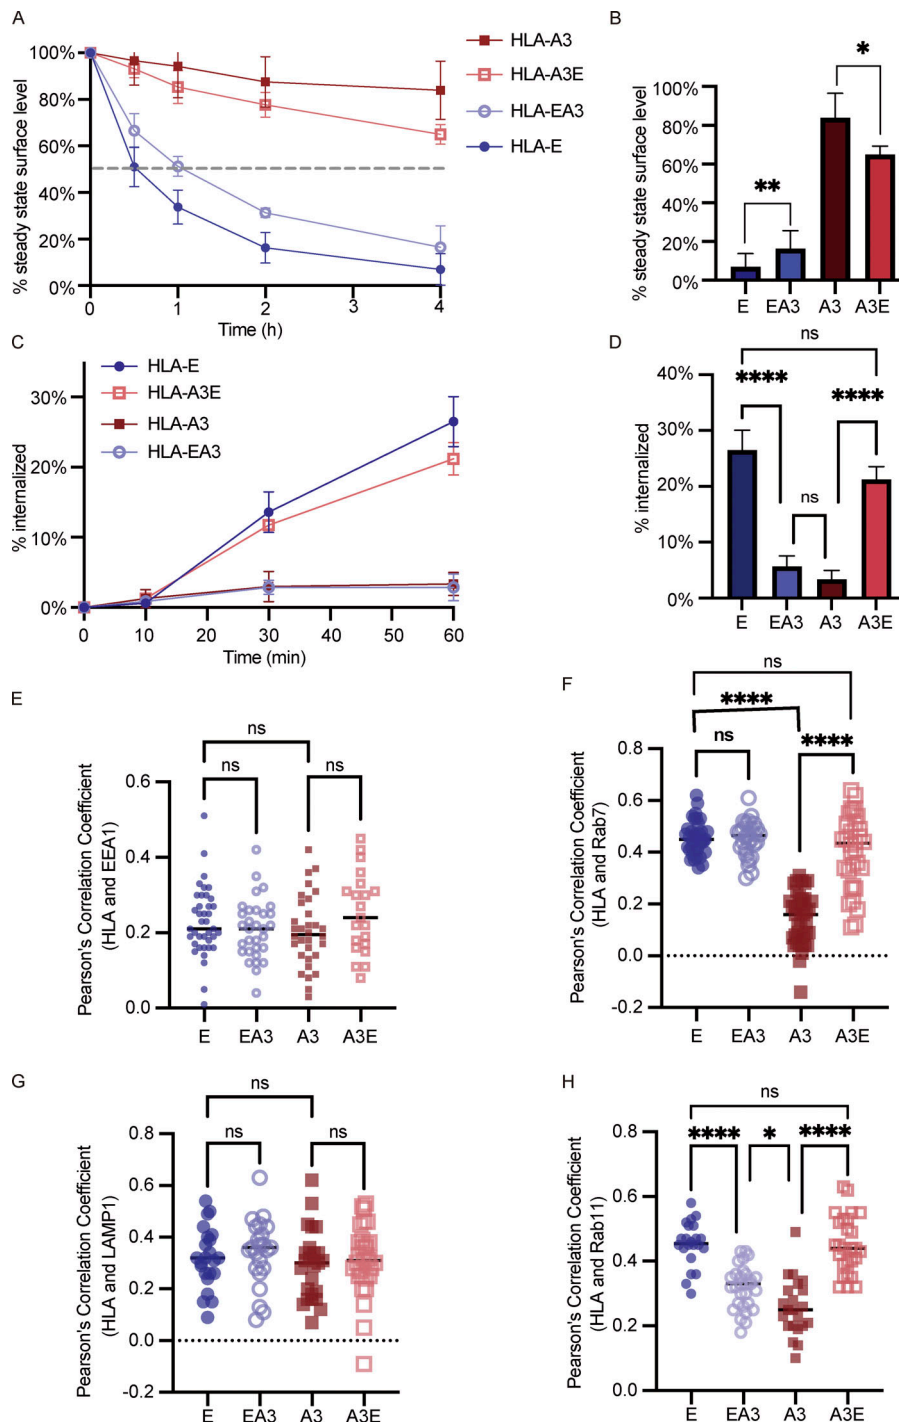 A
% steady state surface level
100%
80%
60%
40%
20%
0%
0
1
2
3
4
Time (h)
HLA-A3
HLA-A3E
HLA-EA3
HLA-E
B
% steady state surface level
100%
80%
60%
40%
20%
0%
**
*
E
EA3
A3
A3E
C
% internalized
30%
20%
10%
0%
0
10
20
30
40
50
60
Time (min)
HLA-E
HLA-A3E
HLA-A3
HLA-EA3
D
% internalized
40%
30%
20%
10%
0%
ns
****
****
ns
E
EA3
A3
A3E
E
Pearson's Correlation Coefficient
(HLA and EEA1)
0.6
0.4
0.2
0.0
ns
ns
ns
E
EA3
A3
A3E
F
Pearson's Correlation Coefficient
(HLA and Rab7)
0.8
0.6
0.4
0.2
0.0
-0.2
ns
****
ns
****
E
EA3
A3
A3E
G
Pearson's Correlation Coefficient
(HLA and LAMP1)
0.8
0.6
0.4
0.2
0.0
-0.2
ns
ns
ns
E
EA3
A3
A3E
H
Pearson's Correlation Coefficient
(HLA and Rab11)
0.8
0.6
0.4
0.2
0.0
ns
****
*
****
E
EA3
A3
A3E